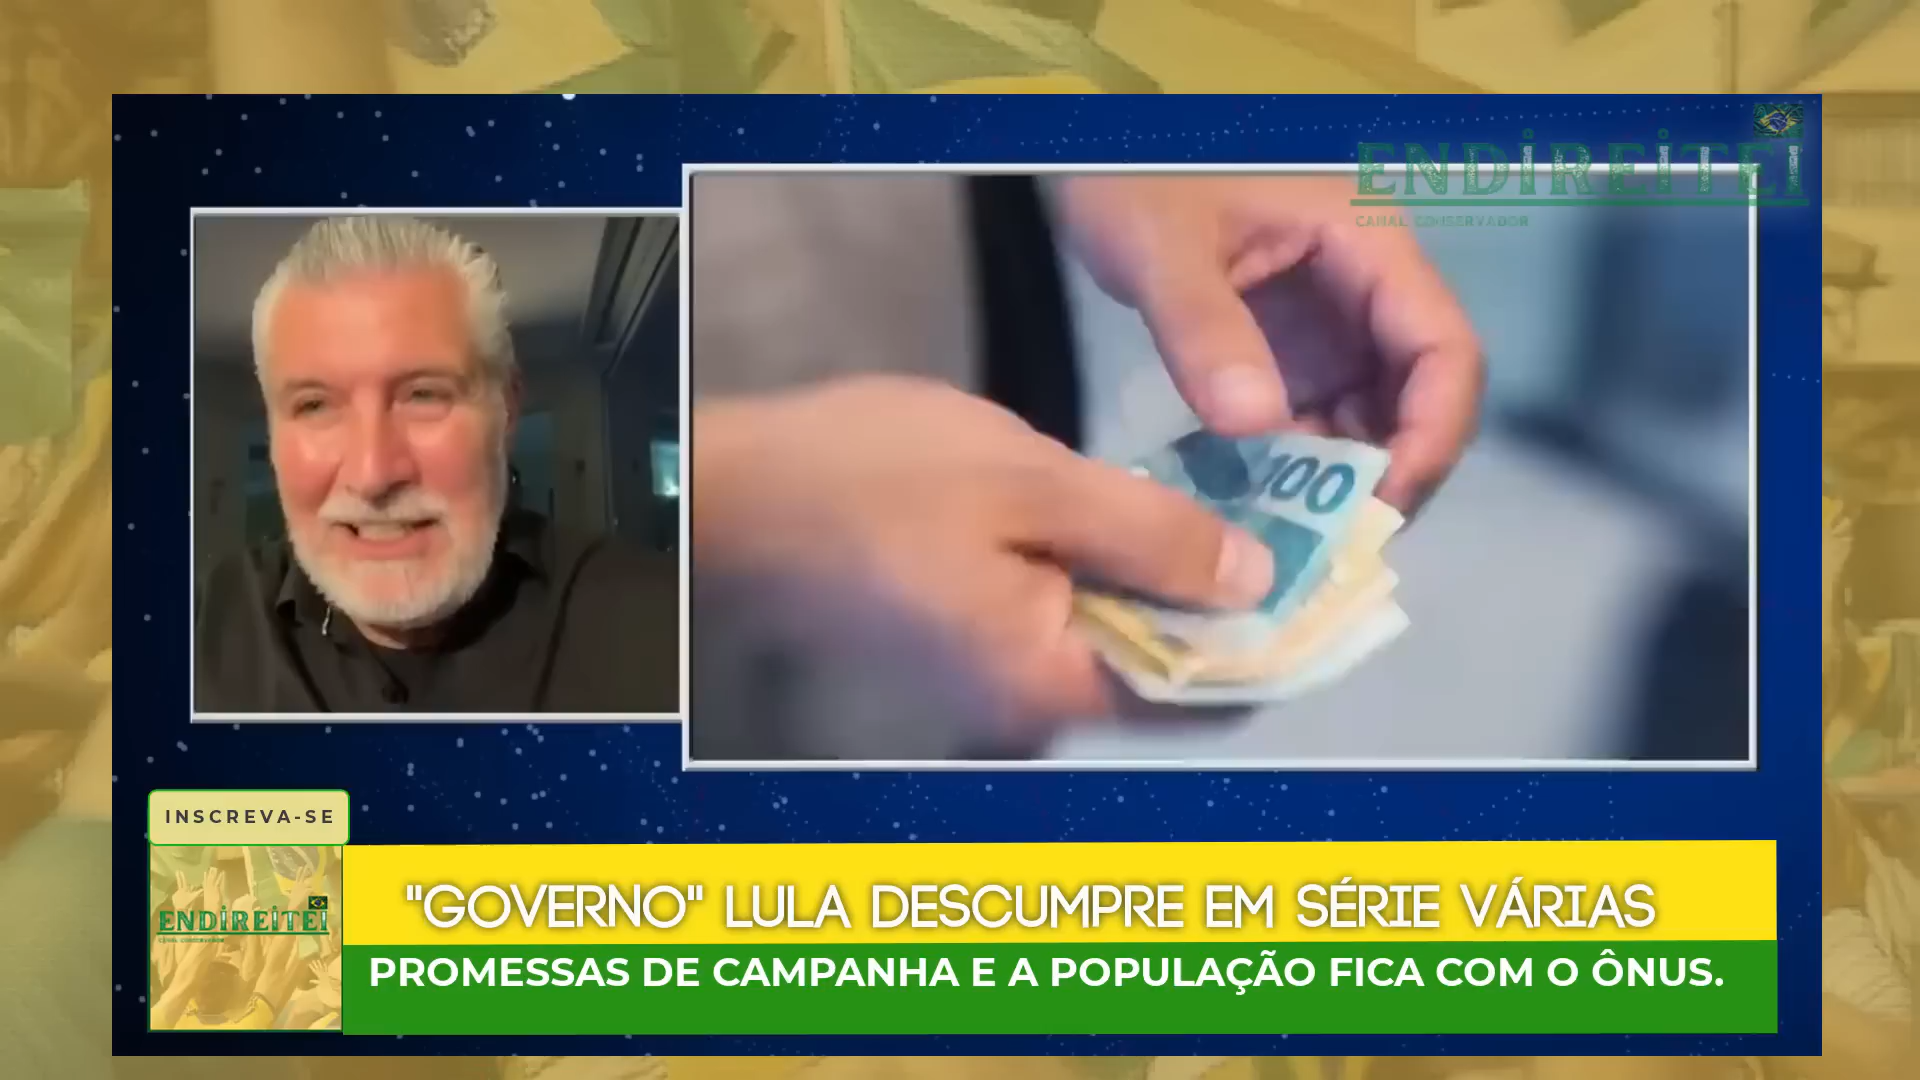 ENDIREITEI
CANAL CONSERVADOR
100
INSCREVA-SE
ENDIREITEI
"GOVERNO" LULA DESCUMPRE EM SÉRIE VÁRIAS
PROMESSAS DE CAMPANHA E A POPULAÇÃO FICA COM O ÔNUS.